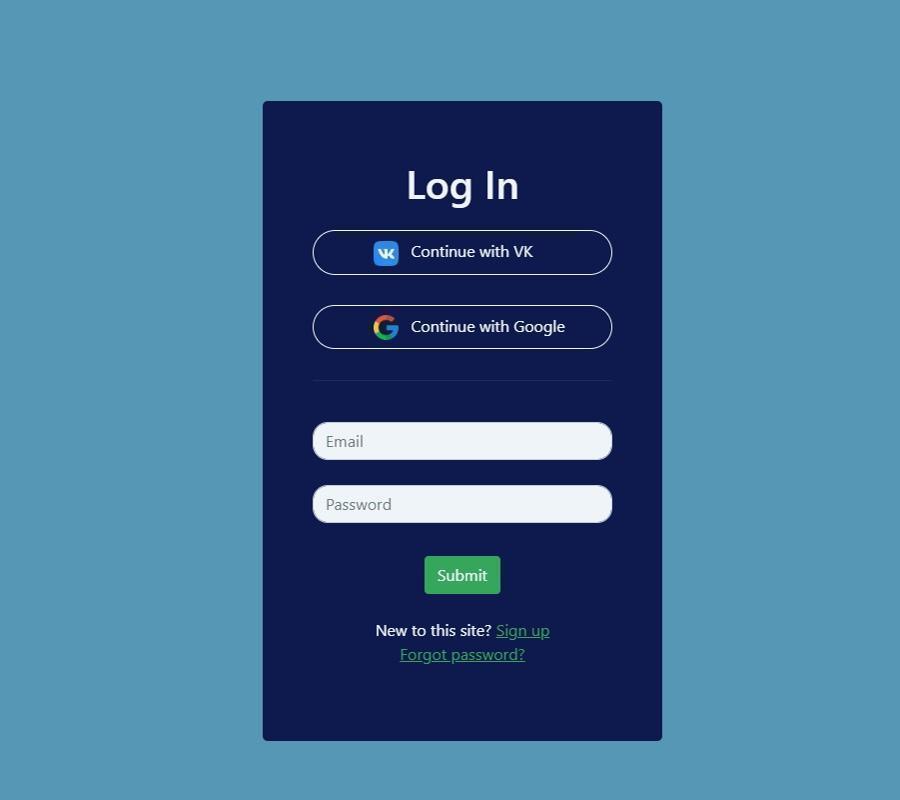 Log In
Continue with VK
Continue with Google
Email
Password
Submit
New to this site? Sign up
Forgot password?